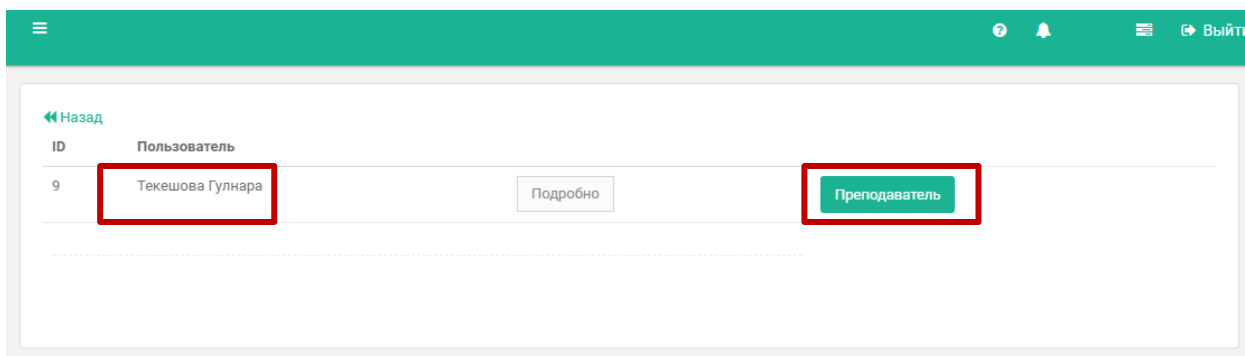 Выйти
Назад
ID Пользователь
9 Текешова Гулнара Подробно Преподаватель